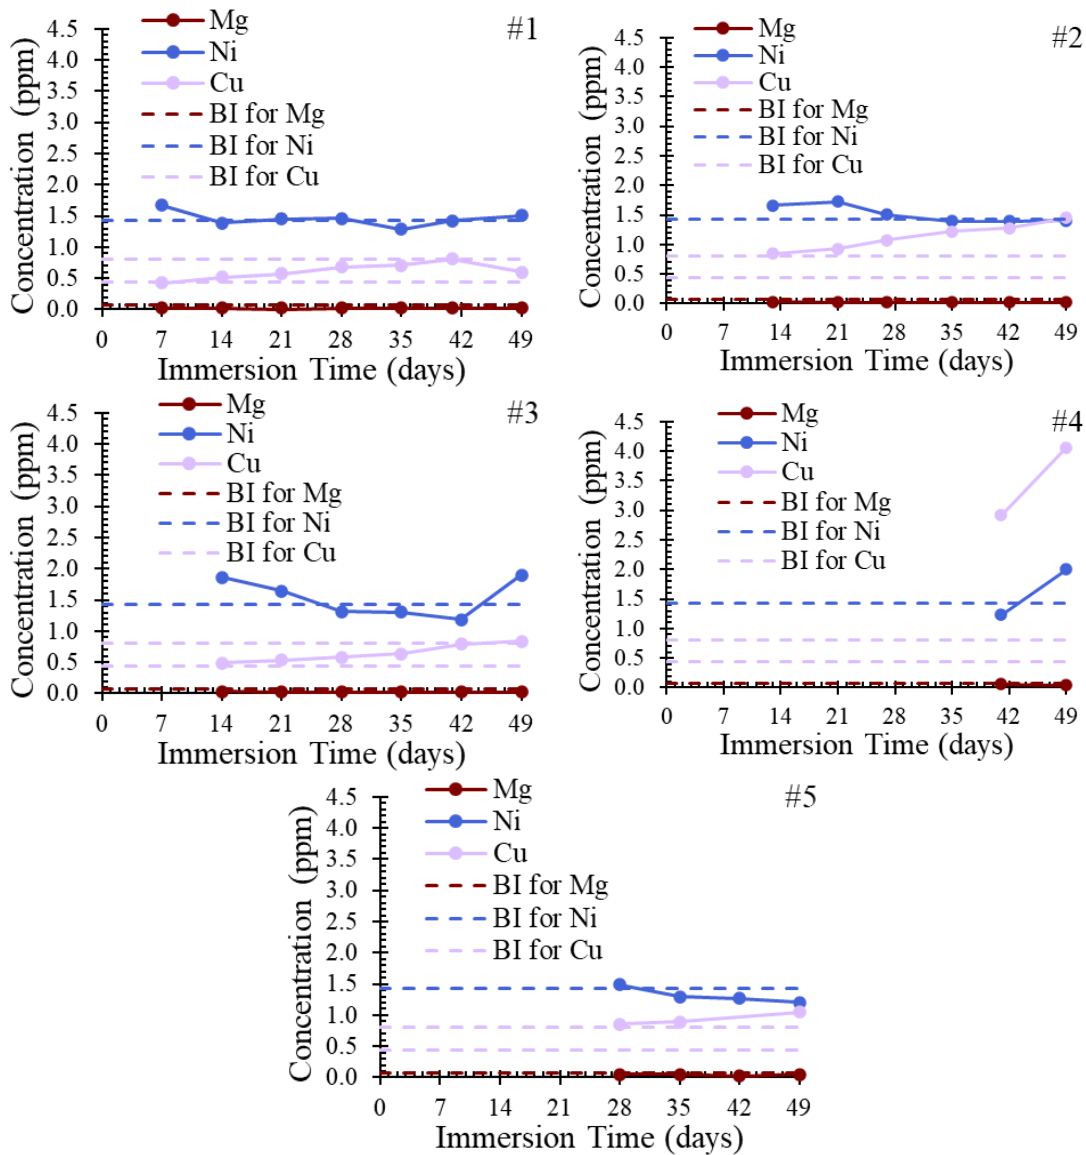 #1
Mg
Ni
Cu
BI for Mg
BI for Ni
BI for Cu
Concentration (ppm)
4.5
4.0
3.5
3.0
2.5
2.0
1.5
1.0
0.5
0.0
0 7 14 21 28 35 42 49
Immersion Time (days)
#2
Mg
Ni
Cu
BI for Mg
BI for Ni
BI for Cu
Concentration (ppm)
4.5
4.0
3.5
3.0
2.5
2.0
1.5
1.0
0.5
0.0
0 7 14 21 28 35 42 49
Immersion Time (days)
#3
Mg
Ni
Cu
BI for Mg
BI for Ni
BI for Cu
Concentration (ppm)
4.5
4.0
3.5
3.0
2.5
2.0
1.5
1.0
0.5
0.0
0 7 14 21 28 35 42 49
Immersion Time (days)
#4
Mg
Ni
Cu
BI for Mg
BI for Ni
BI for Cu
Concentration (ppm)
4.5
4.0
3.5
3.0
2.5
2.0
1.5
1.0
0.5
0.0
0 7 14 21 28 35 42 49
Immersion Time (days)
#5
Mg
Ni
Cu
BI for Mg
BI for Ni
BI for Cu
Concentration (ppm)
4.5
4.0
3.5
3.0
2.5
2.0
1.5
1.0
0.5
0.0
0 7 14 21 28 35 42 49
Immersion Time (days)